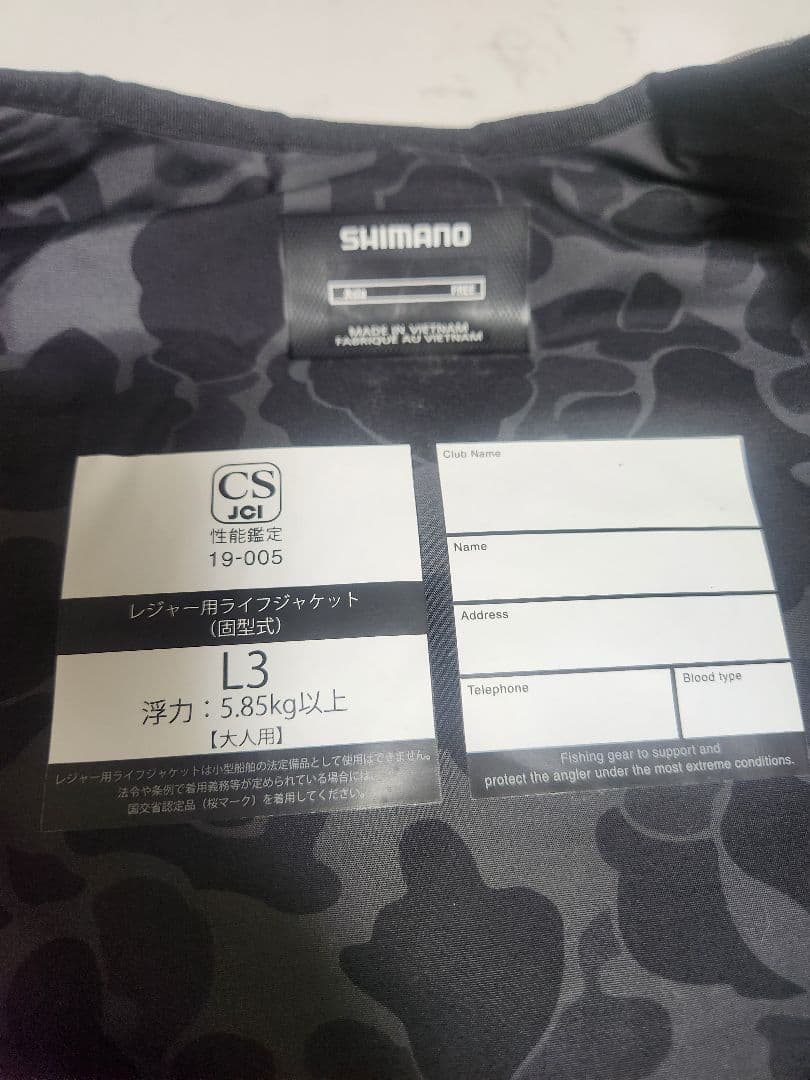 SHIMANO
FREE
MADE IN VIETNAM
FABRIQUÉ AU VIETNAM
CS
JCI
性能鑑定
19-005
レジャー用ライフジャケット
(固型式)
L3
浮力：5.85kg以上
【大人用】
レジャー用ライフジャケットは小型船舶の法定備品として使用はできません。
法令や条例で着用義務等が定められている場合には、
国交省認定品（桜マーク）を着用してください。
Club Name
Name
Address
Telephone
Blood type
Fishing gear to support and
protect the angler under the most extreme conditions.